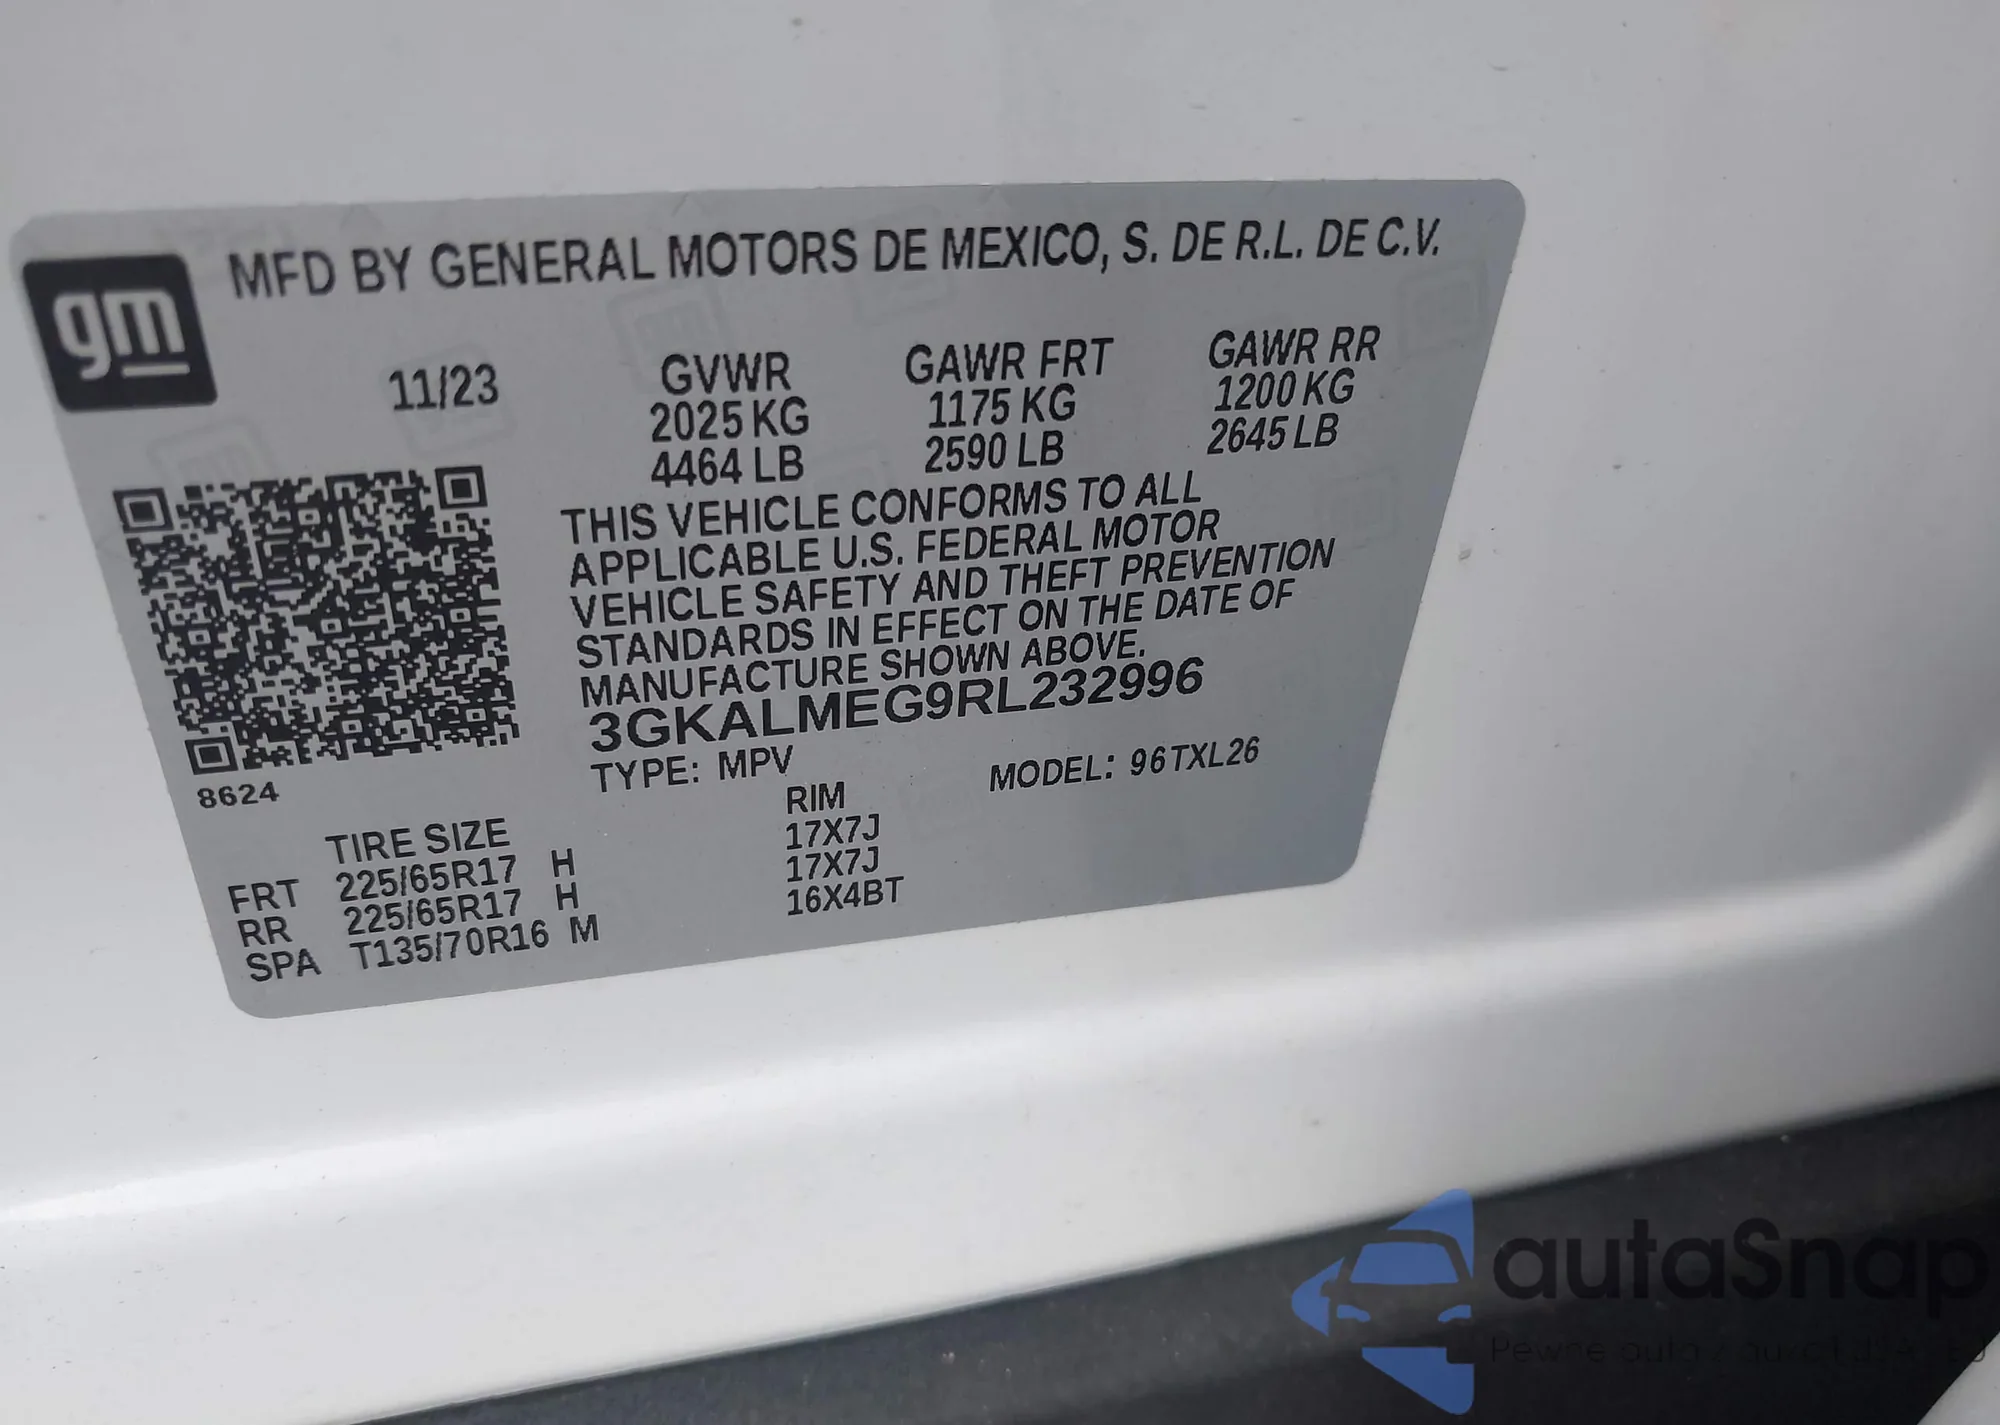 gm
MFD BY GENERAL MOTORS DE MEXICO, S. DE R.L. DE C.V.
11/23 GVWR GAWR FRT GAWR RR
2025 KG 1175 KG 1200 KG
4464 LB 2590 LB 2645 LB
THIS VEHICLE CONFORMS TO ALL
APPLICABLE U.S. FEDERAL MOTOR
VEHICLE SAFETY AND THEFT PREVENTION
STANDARDS IN EFFECT ON THE DATE OF
MANUFACTURE SHOWN ABOVE.
3GKALMEG9RL232996
TYPE: MPV MODEL: 96TXL26
8624
TIRE SIZE RIM
FRT 225/65R17 H 17X7J
RR 225/65R17 H 17X7J
SPA T135/70R16 M 16X4BT
autaSnap
Pewne auto